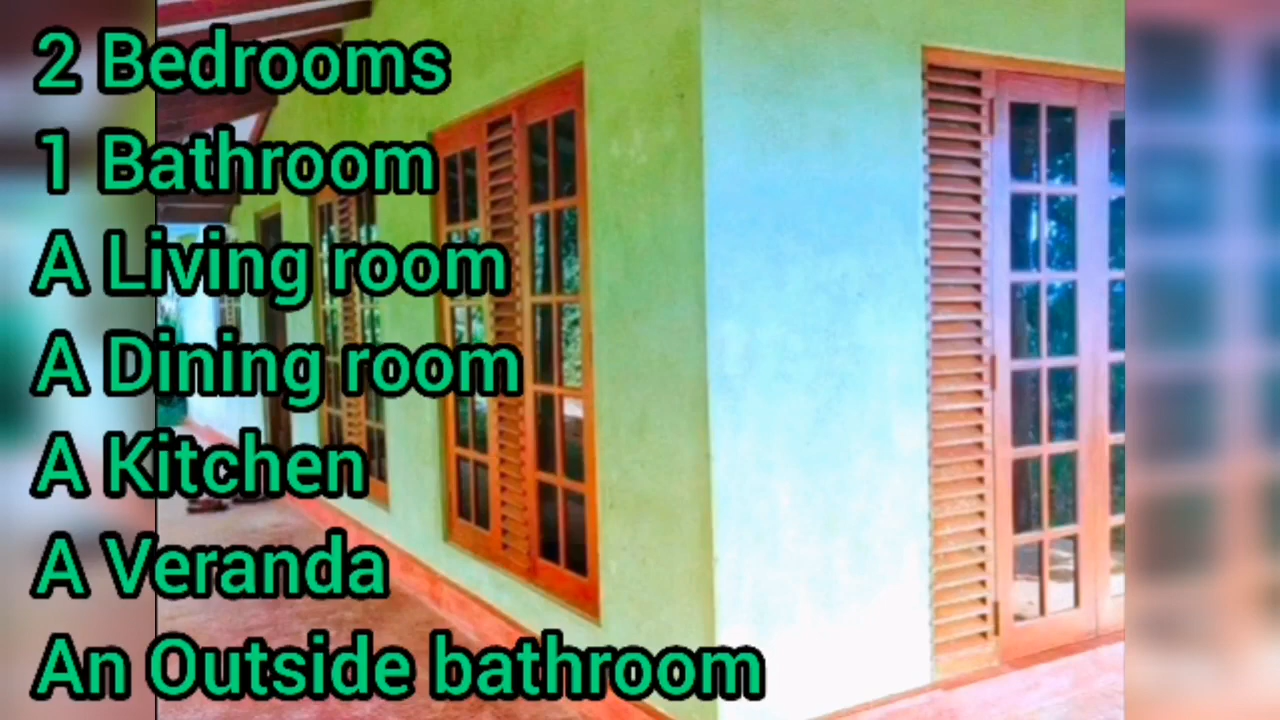 2 Bedrooms
1 Bathroom
A Living room
A Dining room
A Kitchen
A Veranda
An Outside bathroom